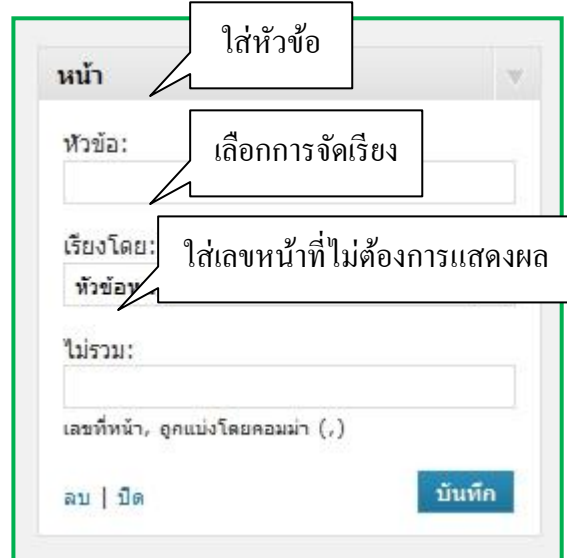 ใส่หัวข้อ
หน้า
หัวข้อ:
เลือกการจัดเรียง
เรียงโดย:
ใส่เลขหน้าที่ไม่ต้องการแสดงผล
ไม่รวม:
เลขที่หน้า, ถูกแบ่งโดยคอมม่า (,)
ลบ | ปิด
บันทึก